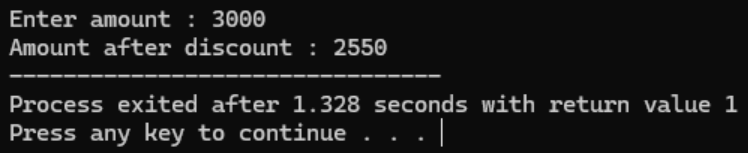 Enter amount : 3000
Amount after discount : 2550
--------------------------------
Process exited after 1.328 seconds with return value 1
Press any key to continue . . .